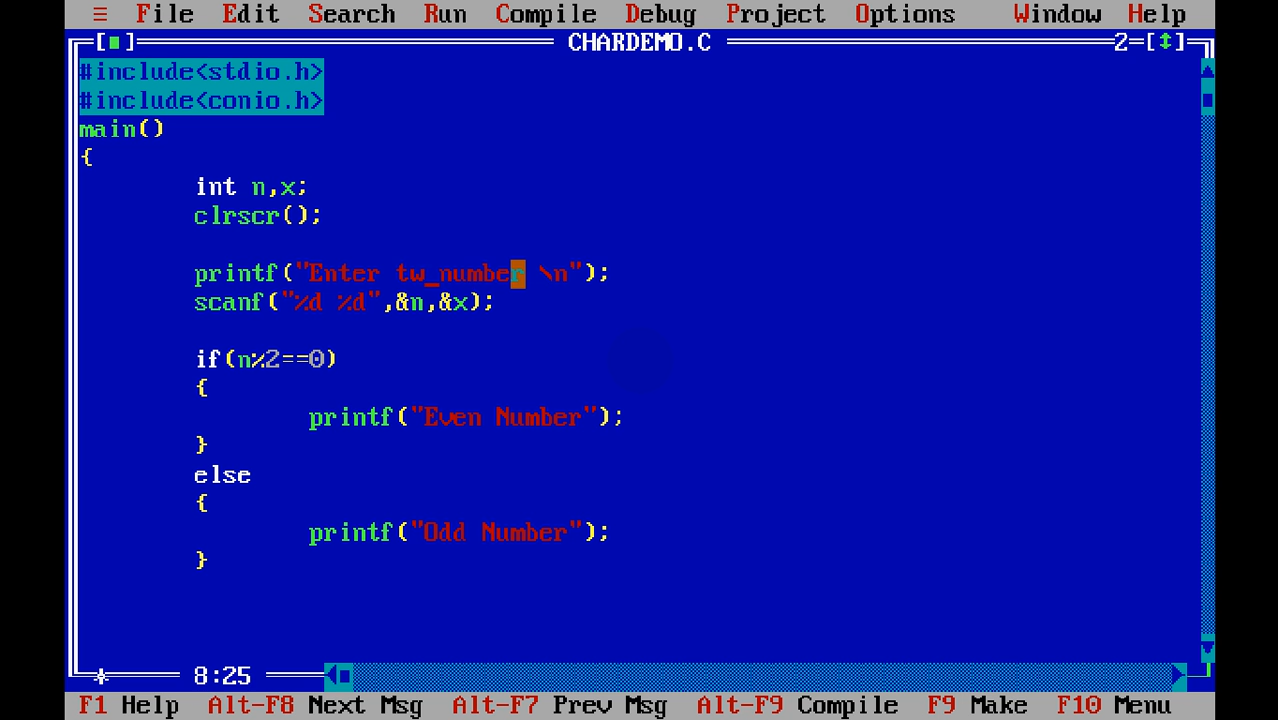 ≡ File Edit Search Run Compile Debug Project Options Window Help
[■] CHARDEMO.C 2=[↕]
#include<stdio.h>
#include<conio.h>
main()
{
int n,x;
clrscr();
printf("Enter tw_number \n");
scanf("%d %d",&n,&x);
if(n%2==0)
{
printf("Even Number");
}
else
{
printf("Odd Number");
}
8:25
F1 Help Alt-F8 Next Msg Alt-F7 Prev Msg Alt-F9 Compile F9 Make F10 Menu